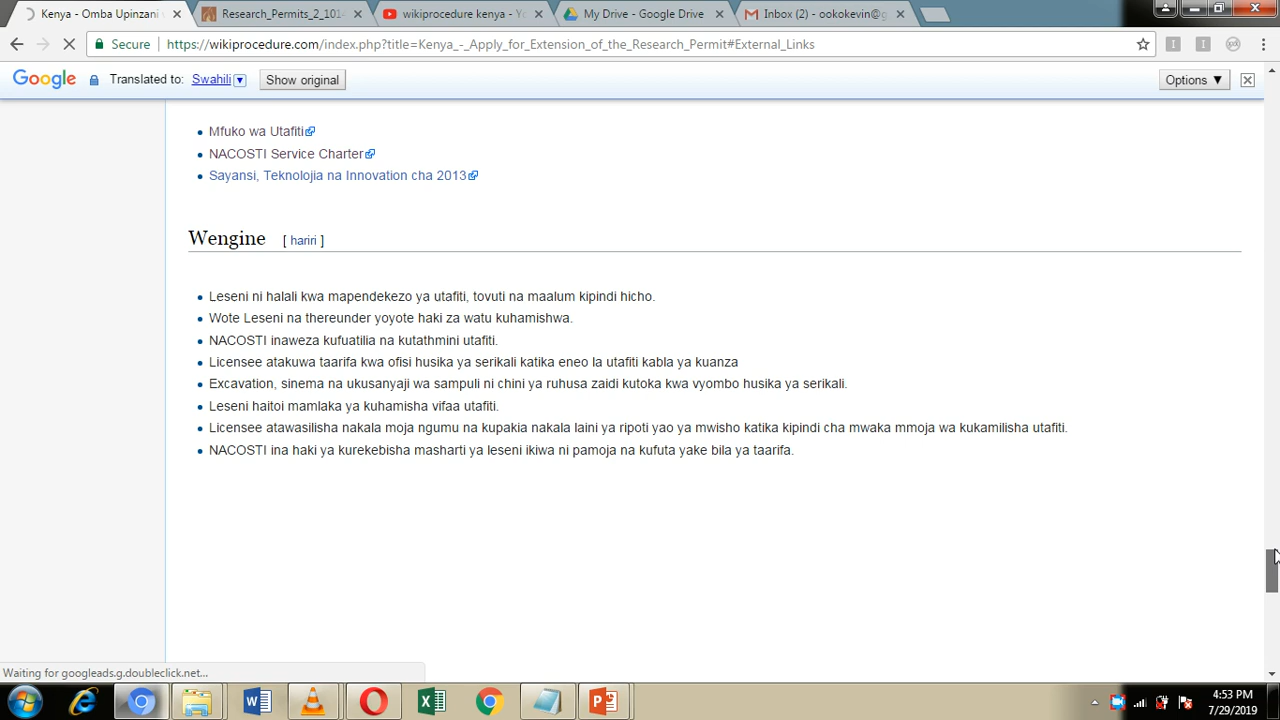 Kenya - Omba Upinzani
Research_Permits_2_101
wikiprocedure kenya - Yo
My Drive - Google Drive
Inbox (2) - ookokevin@g
Secure
https://wikiprocedure.com/index.php?title=Kenya_-_Apply_for_Extension_of_the_Research_Permit#External_Links
Google Translated to: Swahili Show original Options
Mfuko wa Utafiti
NACOSTI Service Charter
Sayansi, Teknolojia na Innovation cha 2013
Wengine [ hariri ]
Leseni ni halali kwa mapendekezo ya utafiti, tovuti na maalum kipindi hicho.
Wote Leseni na thereunder yoyote haki za watu kuhamishwa.
NACOSTI inaweza kufuatilia na kutathmini utafiti.
Licensee atakuwa taarifa kwa ofisi husika ya serikali katika eneo la utafiti kabla ya kuanza
Excavation, sinema na ukusanyaji wa sampuli ni chini ya ruhusa zaidi kutoka kwa vyombo husika ya serikali.
Leseni haitoi mamlaka ya kuhamisha vifaa utafiti.
Licensee atawasilisha nakala moja ngumu na kupakia nakala laini ya ripoti yao ya mwisho katika kipindi cha mwaka mmoja wa kukamilisha utafiti.
NACOSTI ina haki ya kurekebisha masharti ya leseni ikiwa ni pamoja na kufuta yake bila ya taarifa.
Waiting for googleads.g.doubleclick.net...
4:53 PM
7/29/2019